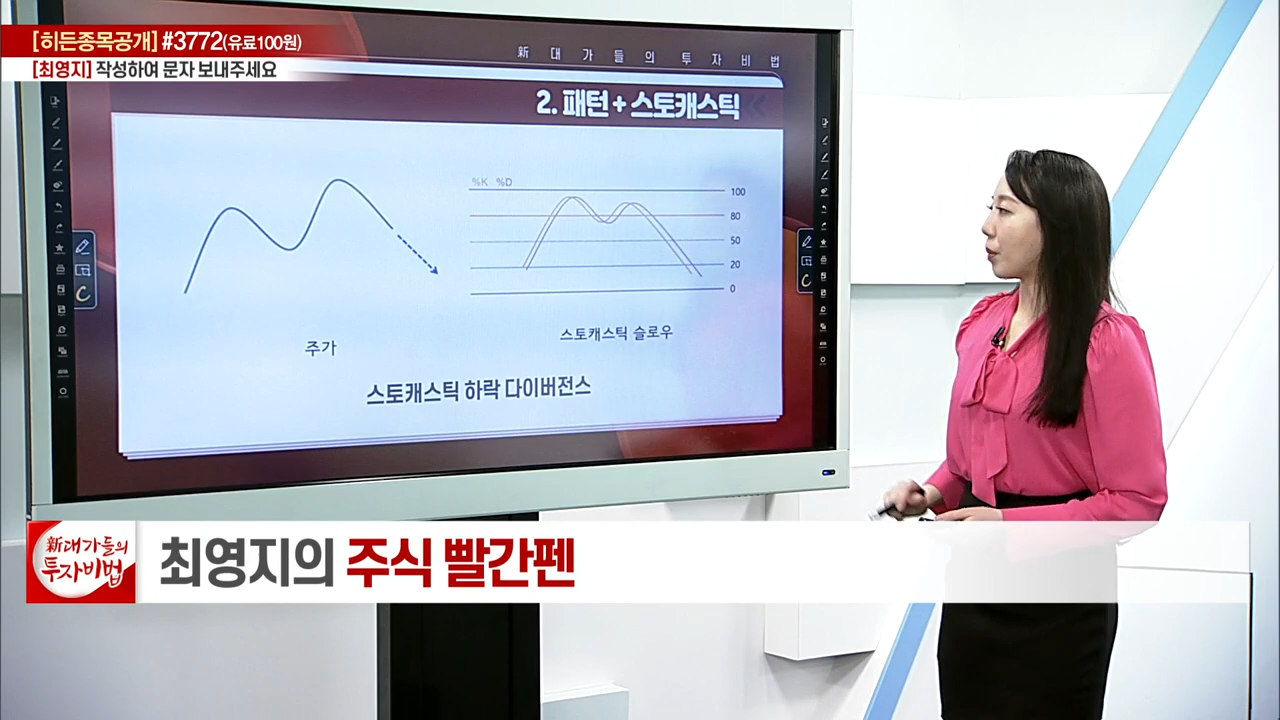 [히든종목공개] #3772(유료100원)
[최영지] 작성하여 문자 보내주세요
新 대 가 들 의 투 자 비 법
2. 패턴 + 스토캐스틱
%K %D
100
80
50
20
0
주가
스토캐스틱 슬로우
스토캐스틱 하락 다이버전스
新대가들의
투자비법
최영지의 주식 빨간펜